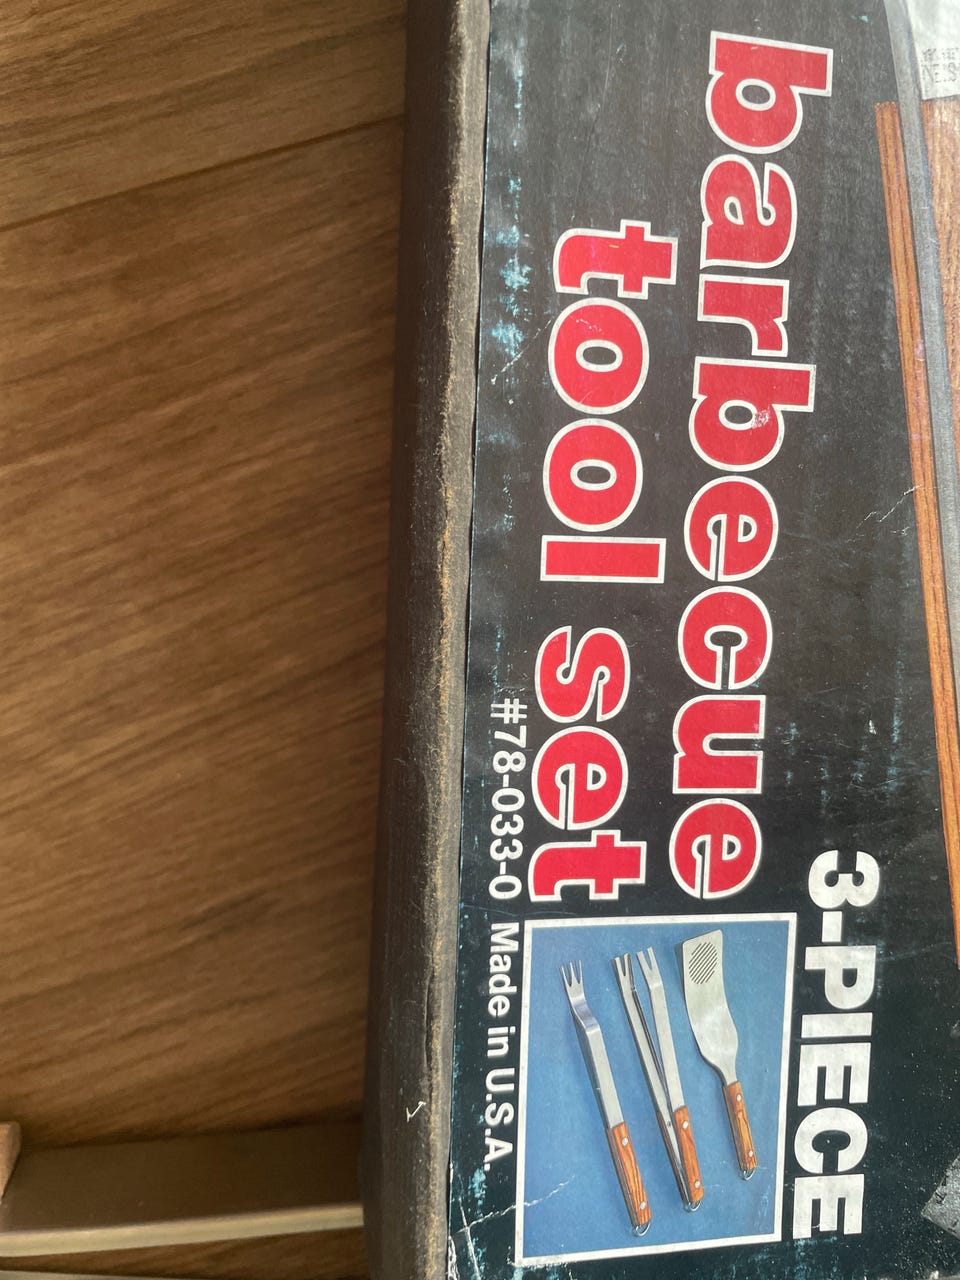 3-PIECE
barbecue
tool set
#78-033-0 Made in U.S.A.